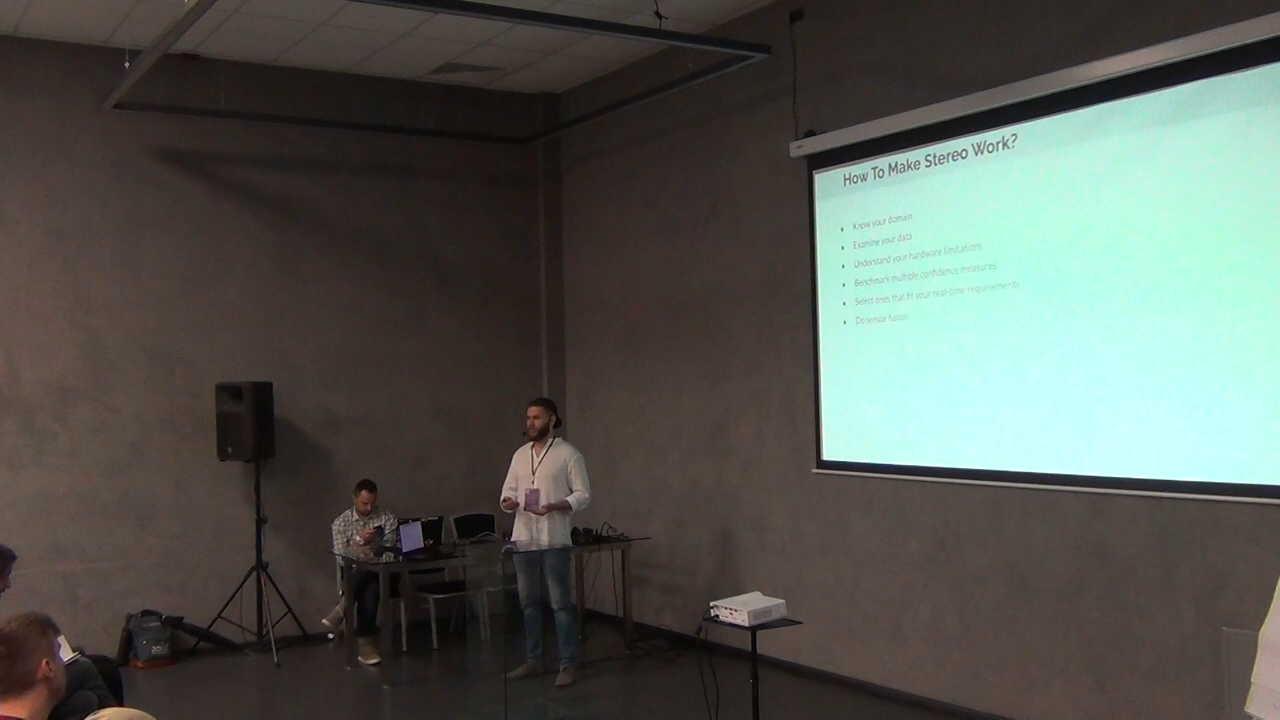 How To Make Stereo Work?
Know your domain
Examine your data
Understand your hardware limitations
Benchmark multiple confidence measures
Select ones that fit your real-time requirements
Do sensor fusion